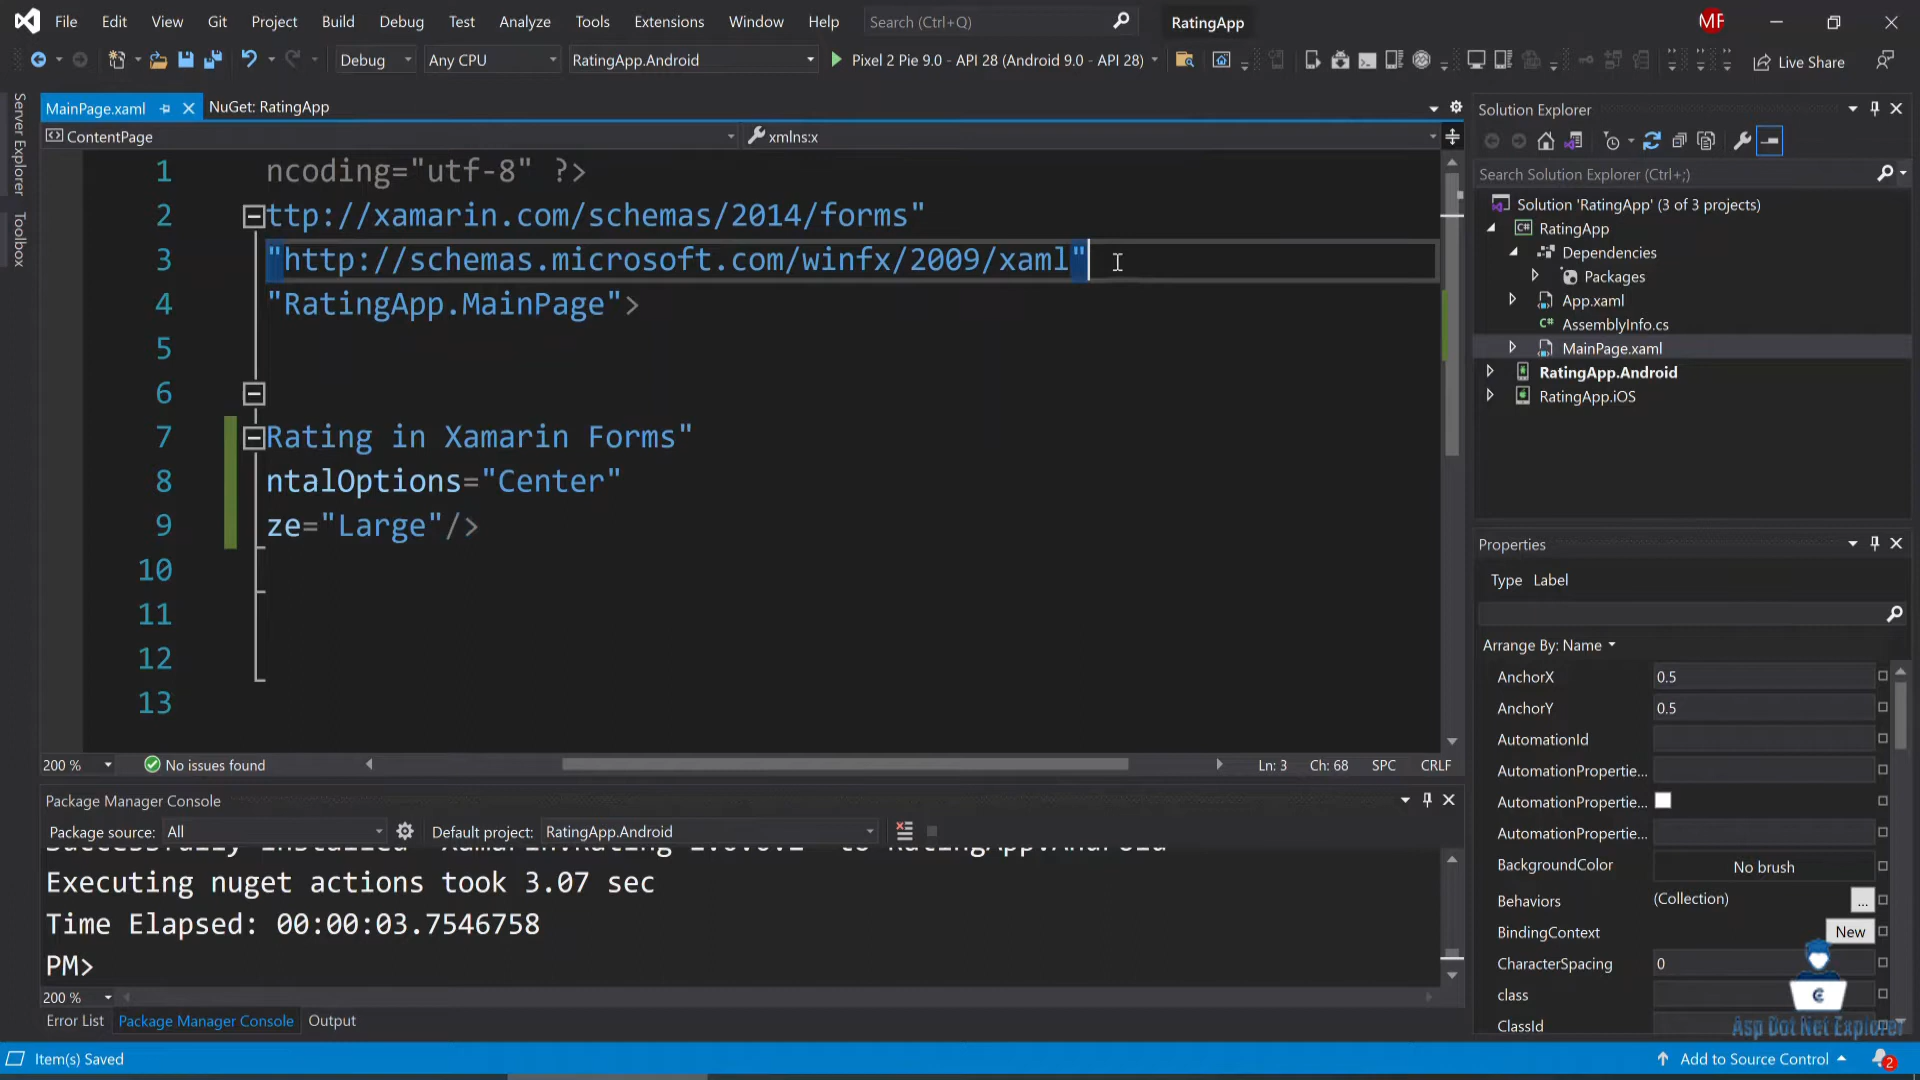 File Edit View Git Project Build Debug Test Analyze Tools Extensions Window Help Search (Ctrl+Q) RatingApp MF
Debug Any CPU RatingApp.Android Pixel 2 Pie 9.0 - API 28 (Android 9.0 - API 28) Live Share
Server Explorer
Toolbox
MainPage.xaml NuGet: RatingApp
ContentPage xmlns:x
1 ncoding="utf-8" ?>
2 ttp://xamarin.com/schemas/2014/forms"
3 "http://schemas.microsoft.com/winfx/2009/xaml"
4 "RatingApp.MainPage">
5
6
7 Rating in Xamarin Forms"
8 ntalOptions="Center"
9 ze="Large"/>
10
11
12
13
200 % No issues found Ln: 3 Ch: 68 SPC CRLF
Package Manager Console
Package source: All Default project: RatingApp.Android
Executing nuget actions took 3.07 sec
Time Elapsed: 00:00:03.7546758
PM>
200 %
Error List Package Manager Console Output
Item(s) Saved Add to Source Control 2
Solution Explorer
Search Solution Explorer (Ctrl+;)
Solution 'RatingApp' (3 of 3 projects)
C# RatingApp
Dependencies
Packages
App.xaml
C# AssemblyInfo.cs
MainPage.xaml
RatingApp.Android
RatingApp.iOS
Properties
Type Label
Arrange By: Name
AnchorX 0.5
AnchorY 0.5
AutomationId
AutomationPropertie...
AutomationPropertie...
AutomationPropertie...
BackgroundColor No brush
Behaviors (Collection) ...
BindingContext New
CharacterSpacing 0
class
ClassId
Asp Dot Net Explorer